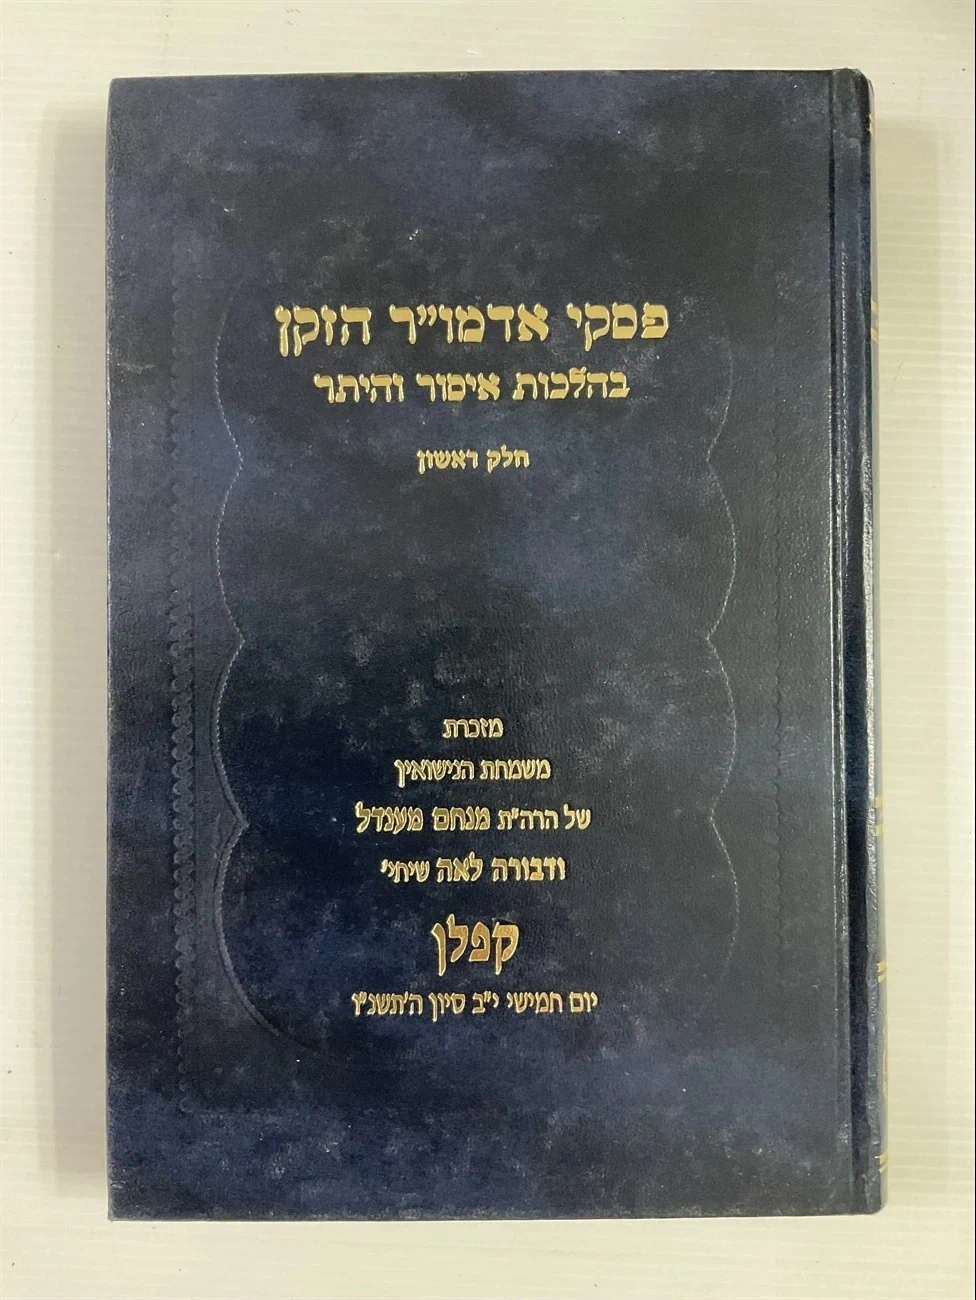 פסקי אדמו״ר הזקן
בהלכות איסור והיתר
חלק ראשון
מזכרת
משמחת הנישואין
של הרה״ת מנחם מענדל
ודבורה לאה שיחי׳
קפלן
יום חמישי י״ב סיון ה׳תשנ״ו